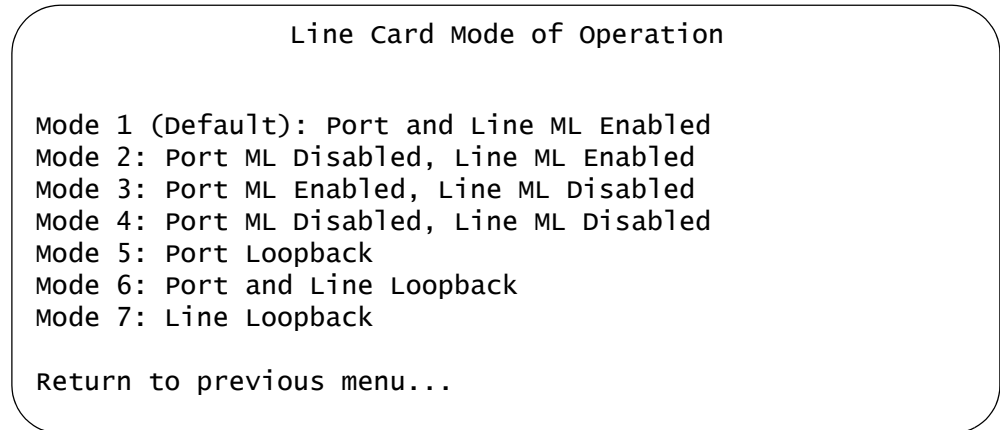 Line Card Mode of Operation
Mode 1 (Default): Port and Line ML Enabled
Mode 2: Port ML Disabled, Line ML Enabled
Mode 3: Port ML Enabled, Line ML Disabled
Mode 4: Port ML Disabled, Line ML Disabled
Mode 5: Port Loopback
Mode 6: Port and Line Loopback
Mode 7: Line Loopback
Return to previous menu...